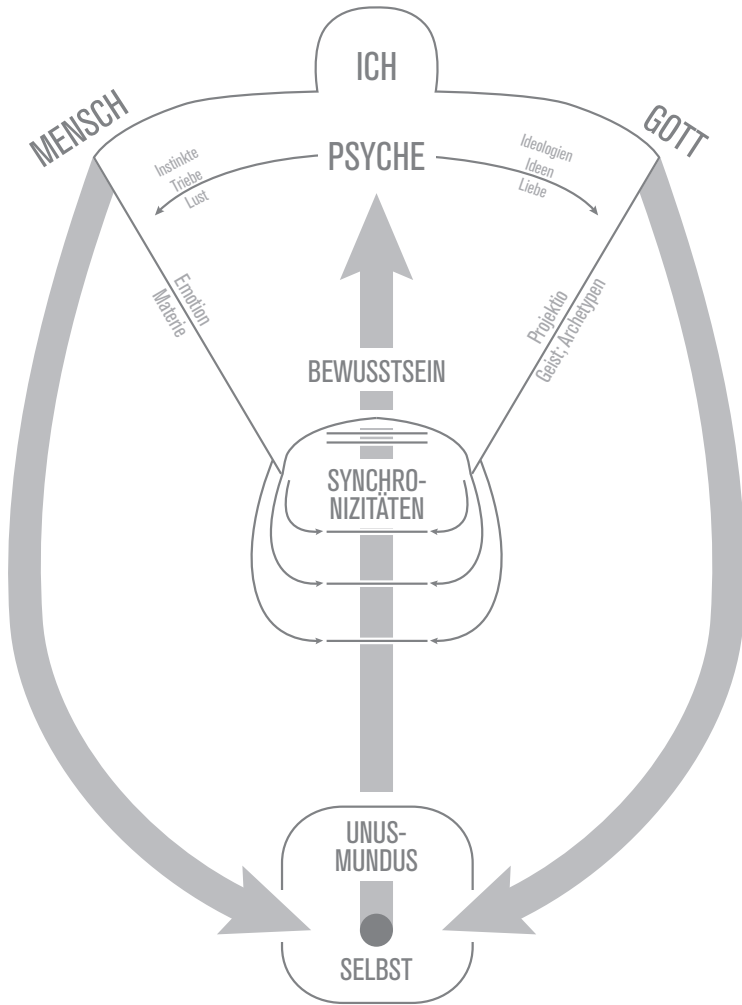 ICH
MENSCH
GOTT
PSYCHE
Instinkte
Triebe
Lust
Ideologien
Ideen
Liebe
Emotion
Materie
Projektio
Geist; Archetypen
BEWUSSTSEIN
SYNCHRO-
NIZITÄTEN
UNUS-
MUNDUS
SELBST